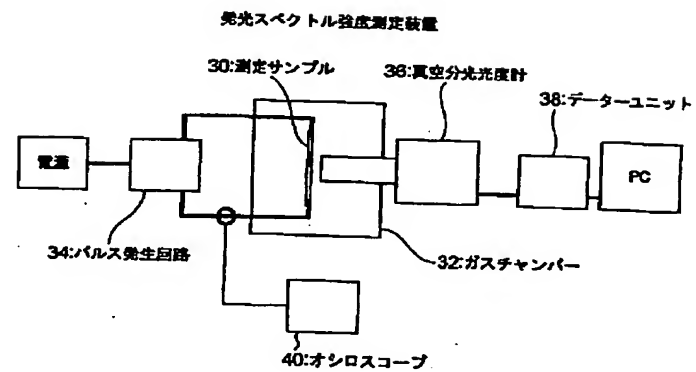 発光スペクトル強度測定装置
30:測定サンプル
36:真空分光光度計
38:データーユニット
電源
PC
34:パルス発生回路
32:ガスチャンバー
40:オシロスコープ